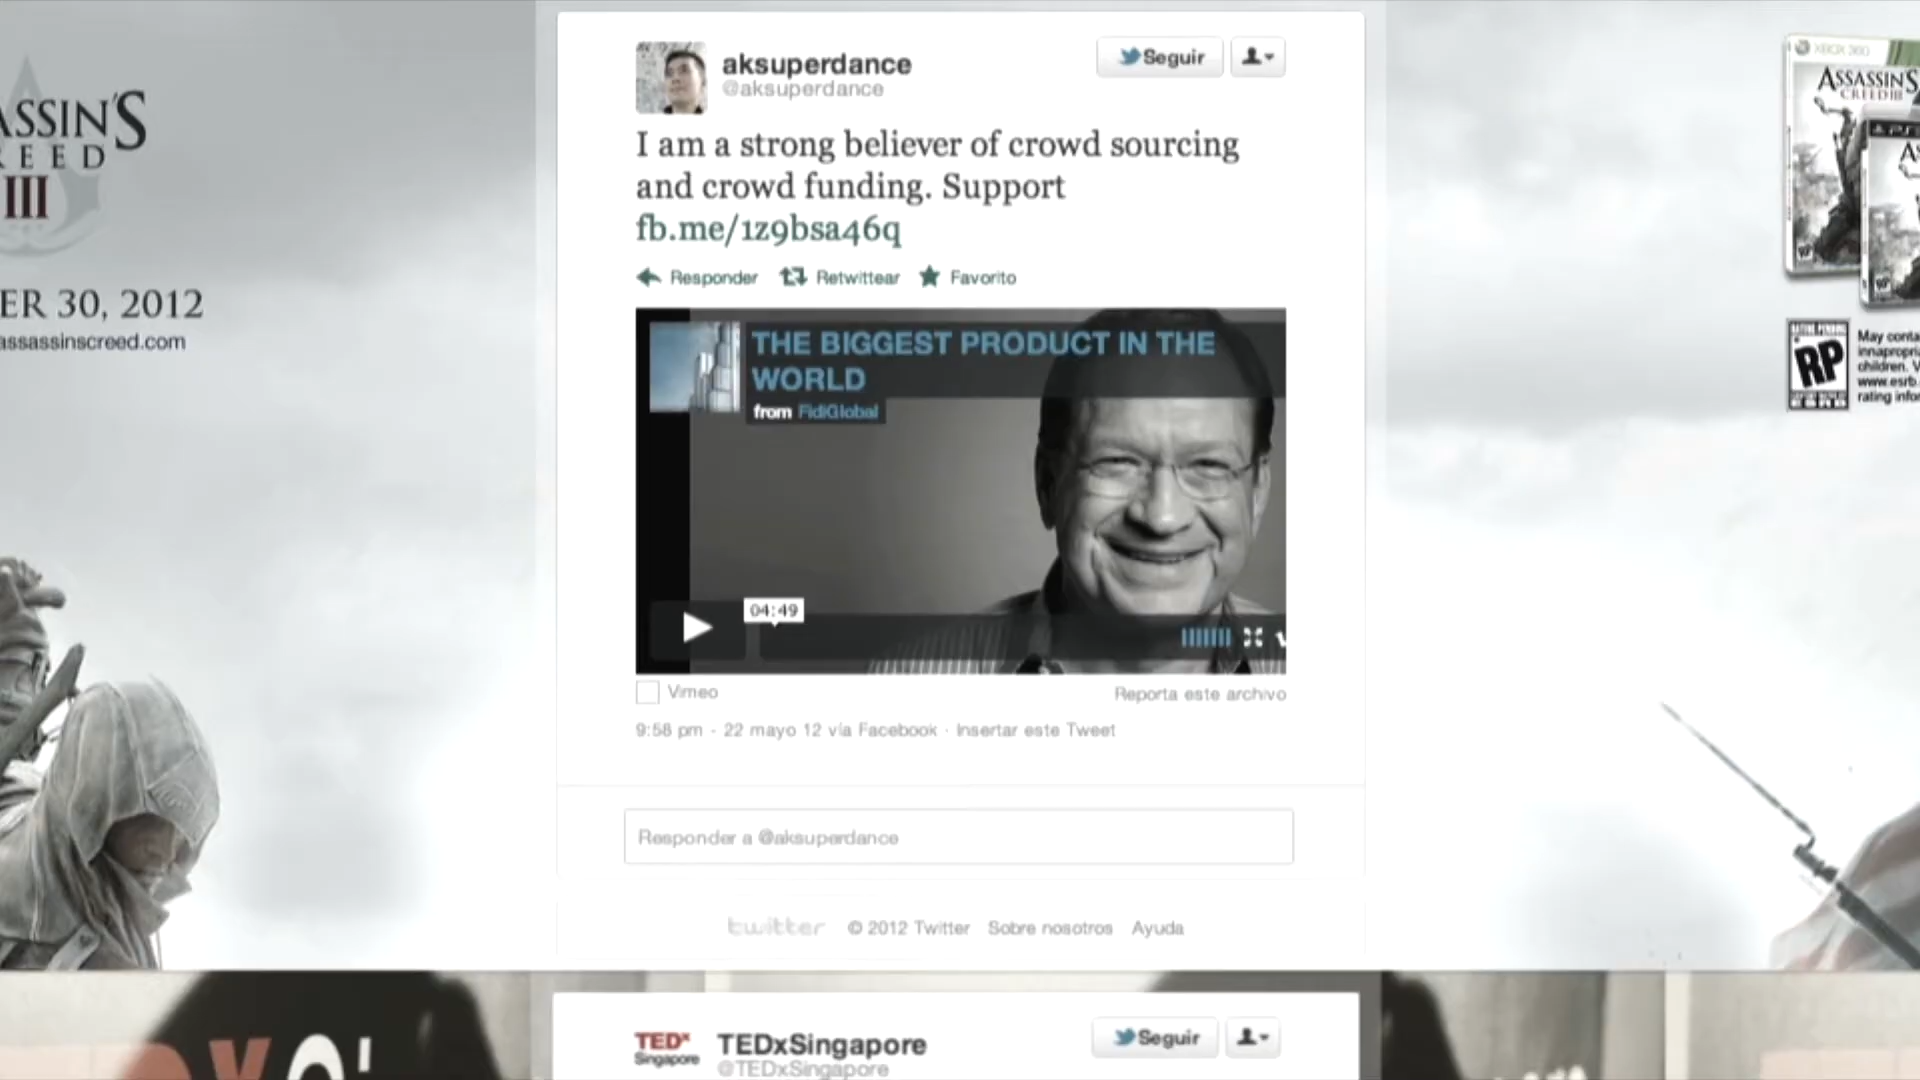 aksuperdance
@aksuperdance
Seguir
I am a strong believer of crowd sourcing
and crowd funding. Support
fb.me/1z9bsa46q
Responder Retwittear Favorito
THE BIGGEST PRODUCT IN THE
WORLD
from FidiGlobal
04:49
Vimeo
Reporta este archivo
9:58 pm - 22 mayo 12 vía Facebook · Insertar este Tweet
Responder a @aksuperdance
twitter © 2012 Twitter Sobre nosotros Ayuda
TEDx
Singapore
TEDxSingapore
@TEDxSingapore
Seguir
ASSIN'S
REED
III
ER 30, 2012
assassinscreed.com
XBOX 360
ASSASSIN'S
CREED III
RP
May conta
innapropri
children. V
www.esrb.
rating infor